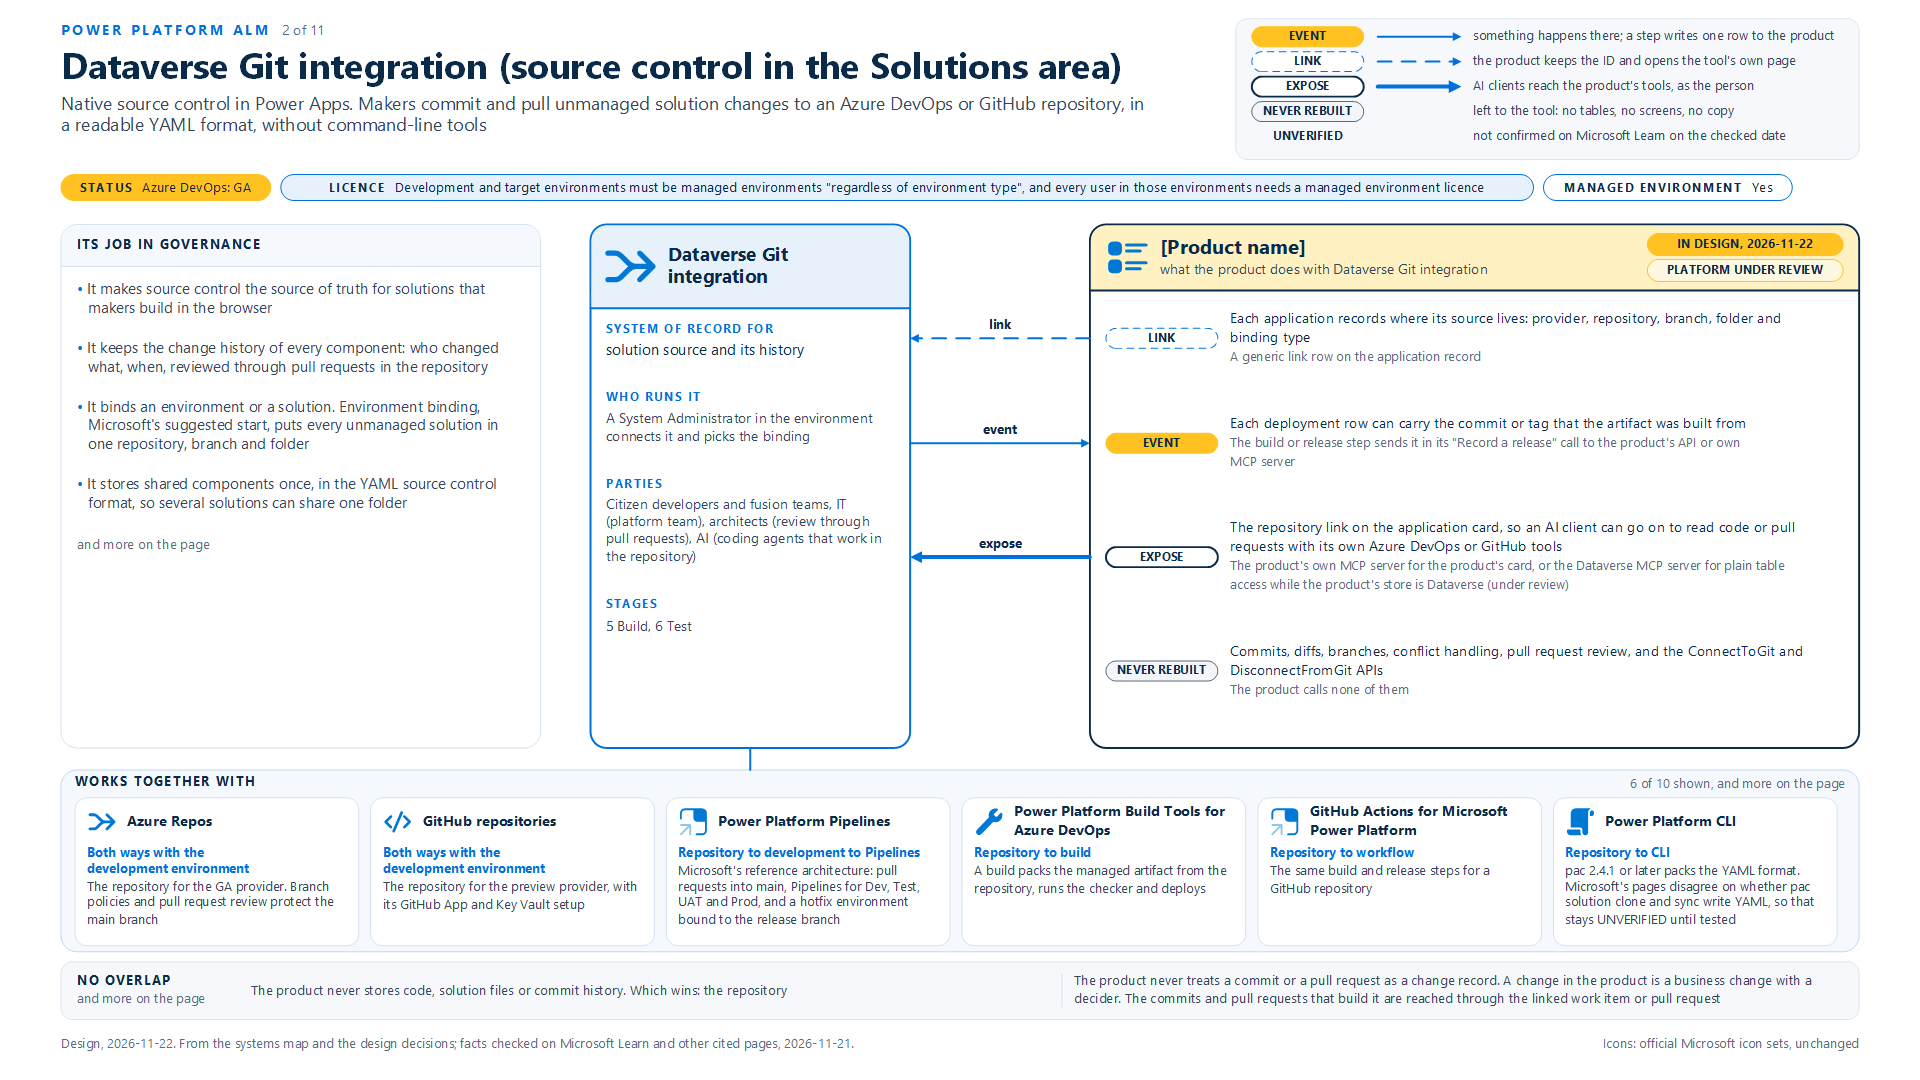 POWER PLATFORM ALM 2 of 11
Dataverse Git integration (source control in the Solutions area)
Native source control in Power Apps. Makers commit and pull unmanaged solution changes to an Azure DevOps or GitHub repository, in
a readable YAML format, without command-line tools
EVENT something happens there; a step writes one row to the product
LINK the product keeps the ID and opens the tool's own page
EXPOSE AI clients reach the product's tools, as the person
NEVER REBUILT left to the tool: no tables, no screens, no copy
UNVERIFIED not confirmed on Microsoft Learn on the checked date
STATUS Azure DevOps: GA
LICENCE Development and target environments must be managed environments "regardless of environment type", and every user in those environments needs a managed environment licence
MANAGED ENVIRONMENT Yes
ITS JOB IN GOVERNANCE
• It makes source control the source of truth for solutions that
makers build in the browser
• It keeps the change history of every component: who changed
what, when, reviewed through pull requests in the repository
• It binds an environment or a solution. Environment binding,
Microsoft's suggested start, puts every unmanaged solution in
one repository, branch and folder
• It stores shared components once, in the YAML source control
format, so several solutions can share one folder
and more on the page
Dataverse Git
integration
SYSTEM OF RECORD FOR
solution source and its history
WHO RUNS IT
A System Administrator in the environment
connects it and picks the binding
PARTIES
Citizen developers and fusion teams, IT
(platform team), architects (review through
pull requests), AI (coding agents that work in
the repository)
STAGES
5 Build, 6 Test
link
event
expose
[Product name]
what the product does with Dataverse Git integration
IN DESIGN, 2026-11-22
PLATFORM UNDER REVIEW
LINK
Each application records where its source lives: provider, repository, branch, folder and
binding type
A generic link row on the application record
EVENT
Each deployment row can carry the commit or tag that the artifact was built from
The build or release step sends it in its "Record a release" call to the product's API or own
MCP server
EXPOSE
The repository link on the application card, so an AI client can go on to read code or pull
requests with its own Azure DevOps or GitHub tools
The product's own MCP server for the product's card, or the Dataverse MCP server for plain table
access while the product's store is Dataverse (under review)
NEVER REBUILT
Commits, diffs, branches, conflict handling, pull request review, and the ConnectToGit and
DisconnectFromGit APIs
The product calls none of them
WORKS TOGETHER WITH
6 of 10 shown, and more on the page
Azure Repos
Both ways with the
development environment
The repository for the GA provider. Branch
policies and pull request review protect the
main branch
GitHub repositories
Both ways with the
development environment
The repository for the preview provider, with
its GitHub App and Key Vault setup
Power Platform Pipelines
Repository to development to Pipelines
Microsoft's reference architecture: pull
requests into main, Pipelines for Dev, Test,
UAT and Prod, and a hotfix environment
bound to the release branch
Power Platform Build Tools for
Azure DevOps
Repository to build
A build packs the managed artifact from the
repository, runs the checker and deploys
GitHub Actions for Microsoft
Power Platform
Repository to workflow
The same build and release steps for a
GitHub repository
Power Platform CLI
Repository to CLI
pac 2.4.1 or later packs the YAML format.
Microsoft's pages disagree on whether pac
solution clone and sync write YAML, so that
stays UNVERIFIED until tested
NO OVERLAP
and more on the page
The product never stores code, solution files or commit history. Which wins: the repository
The product never treats a commit or a pull request as a change record. A change in the product is a business change with a
decider. The commits and pull requests that build it are reached through the linked work item or pull request
Design, 2026-11-22. From the systems map and the design decisions; facts checked on Microsoft Learn and other cited pages, 2026-11-21.
Icons: official Microsoft icon sets, unchanged